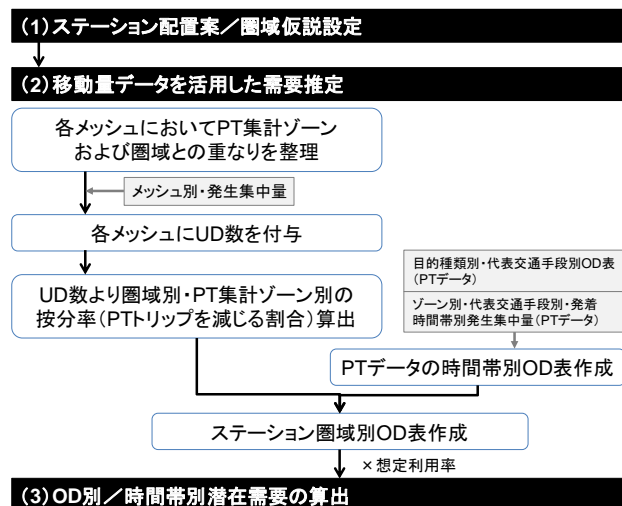 (1)ステーション配置案／圏域仮説設定
(2)移動量データを活用した需要推定
各メッシュにおいてPT集計ゾーン
および圏域との重なりを整理
メッシュ別・発生集中量
各メッシュにUD数を付与
UD数より圏域別・PT集計ゾーン別の
按分率(PTトリップを減じる割合)算出
目的種類別・代表交通手段別OD表
(PTデータ)
ゾーン別・代表交通手段別・発着
時間帯別発生集中量(PTデータ)
PTデータの時間帯別OD表作成
ステーション圏域別OD表作成
×想定利用率
(3)OD別／時間帯別潜在需要の算出